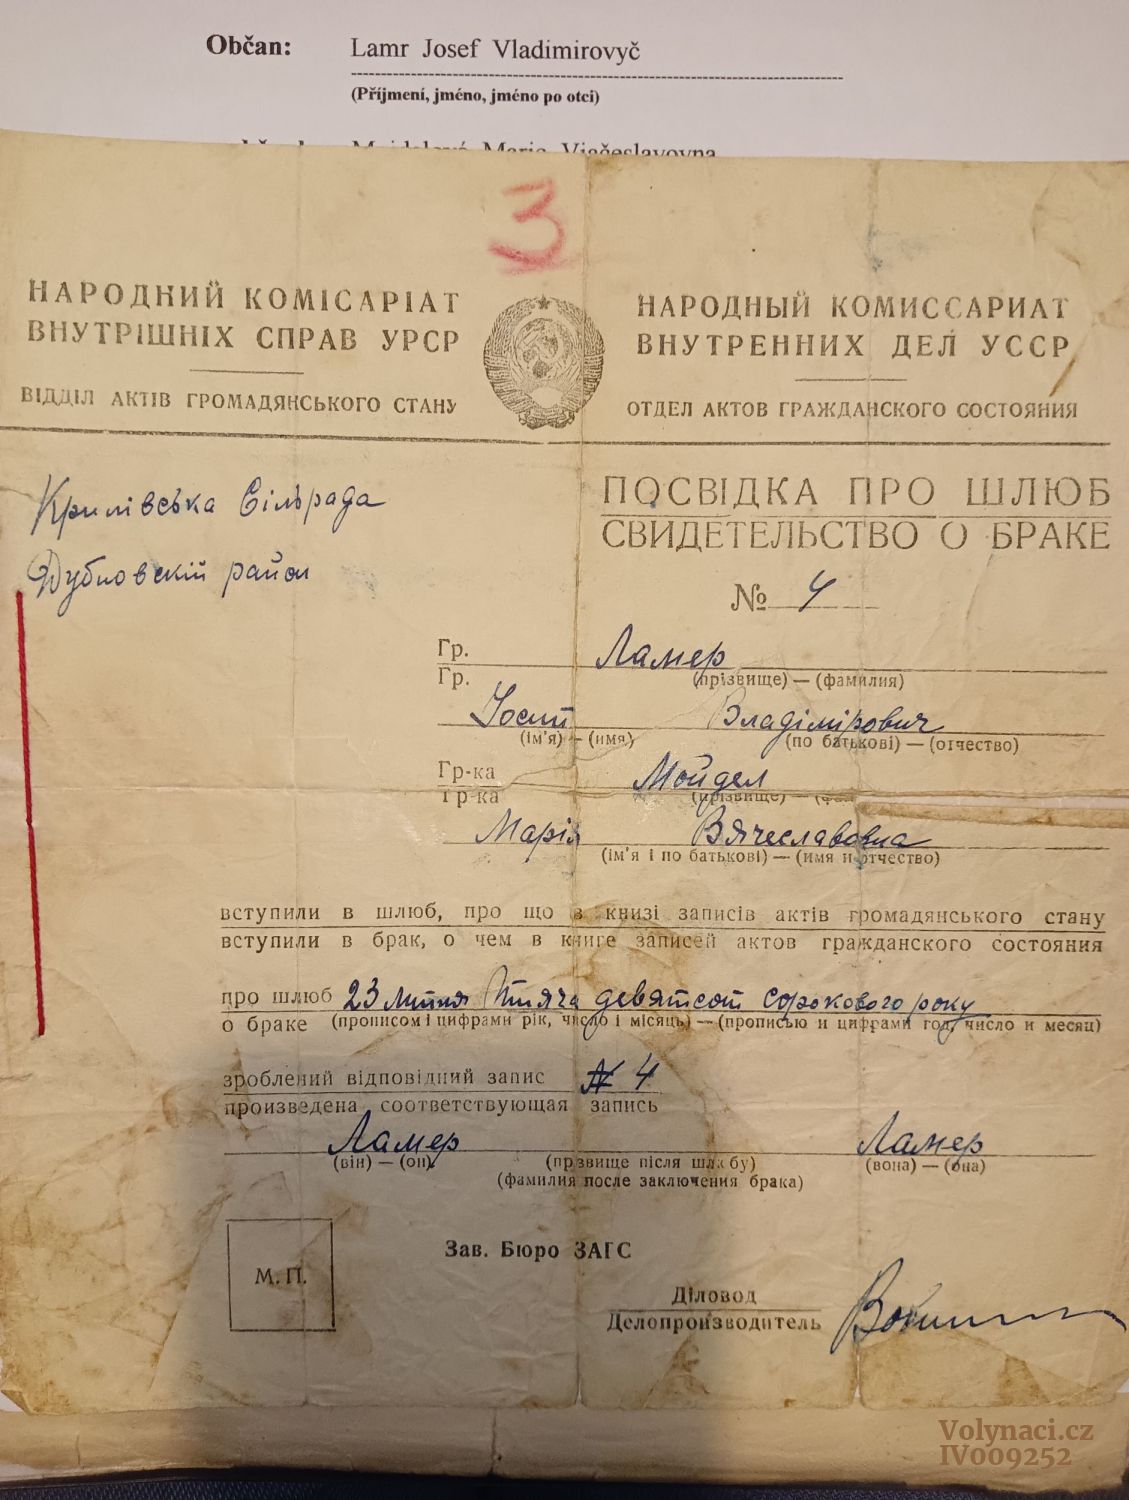 Občan: Lamr Josef Vladimirovyč
(Příjmení, jméno, jméno po otci)
Marie Vjačeslavovna
3
НАРОДНИЙ КОМІСАРІАТ
ВНУТРІШНІХ СПРАВ УРСР
ВІДДІЛ АКТІВ ГРОМАДЯНСЬКОГО СТАНУ
НАРОДНЫЙ КОМИССАРИАТ
ВНУТРЕННИХ ДЕЛ УССР
ОТДЕЛ АКТОВ ГРАЖДАНСКОГО СОСТОЯНИЯ
Крилівська Сільрада
Дубновскій район
ПОСВІДКА ПРО ШЛЮБ
СВИДЕТЕЛЬСТВО О БРАКЕ
№ 4
Гр. Ламер
Гр. (прізвище) — (фамилия)
Йосип Владімірович
(ім'я) — (имя) (по батькові) — (отчество)
Гр-ка Мойдел
Гр-ка (прізвище) — (фам
Марія Вячеславовна
(ім'я і по батькові) — (имя и отчество)
вступили в шлюб, про що в книзі записів актів громадянського стану
вступили в брак, о чем в книге записей актов гражданского состояния
про шлюб 23 липня Тисяча девятсот сорокового року
о браке (прописом і цифрами рік, число і місяць) — (прописью и цифрами год, число и месяц)
зроблений відповідний запис № 4
произведена соответствующая запись
Ламер Ламер
(він) — (он) (прізвище після шлюбу) (вона) — (она)
(фамилия после заключения брака)
М. П.
Зав. Бюро ЗАГС
Діловод
Делопроизводитель
Volynaci.cz
IV009252